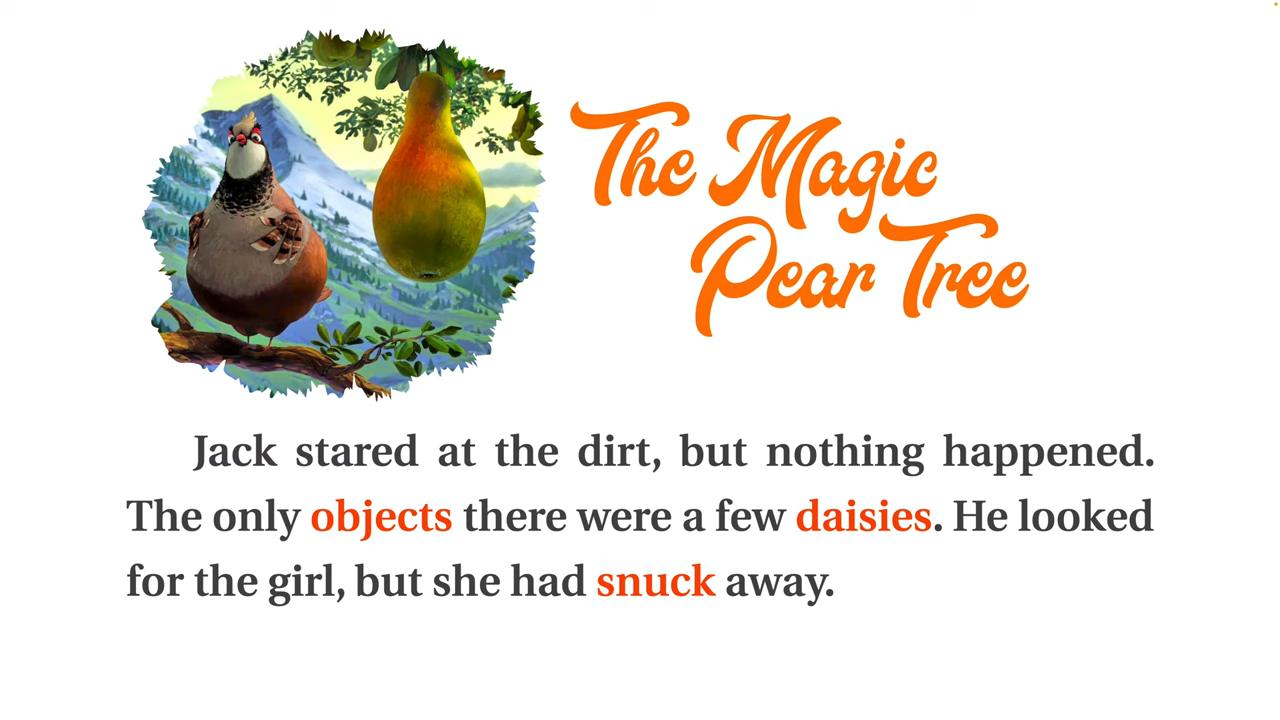 The Magic
Pear Tree
Jack stared at the dirt, but nothing happened.
The only objects there were a few daisies. He looked
for the girl, but she had snuck away.